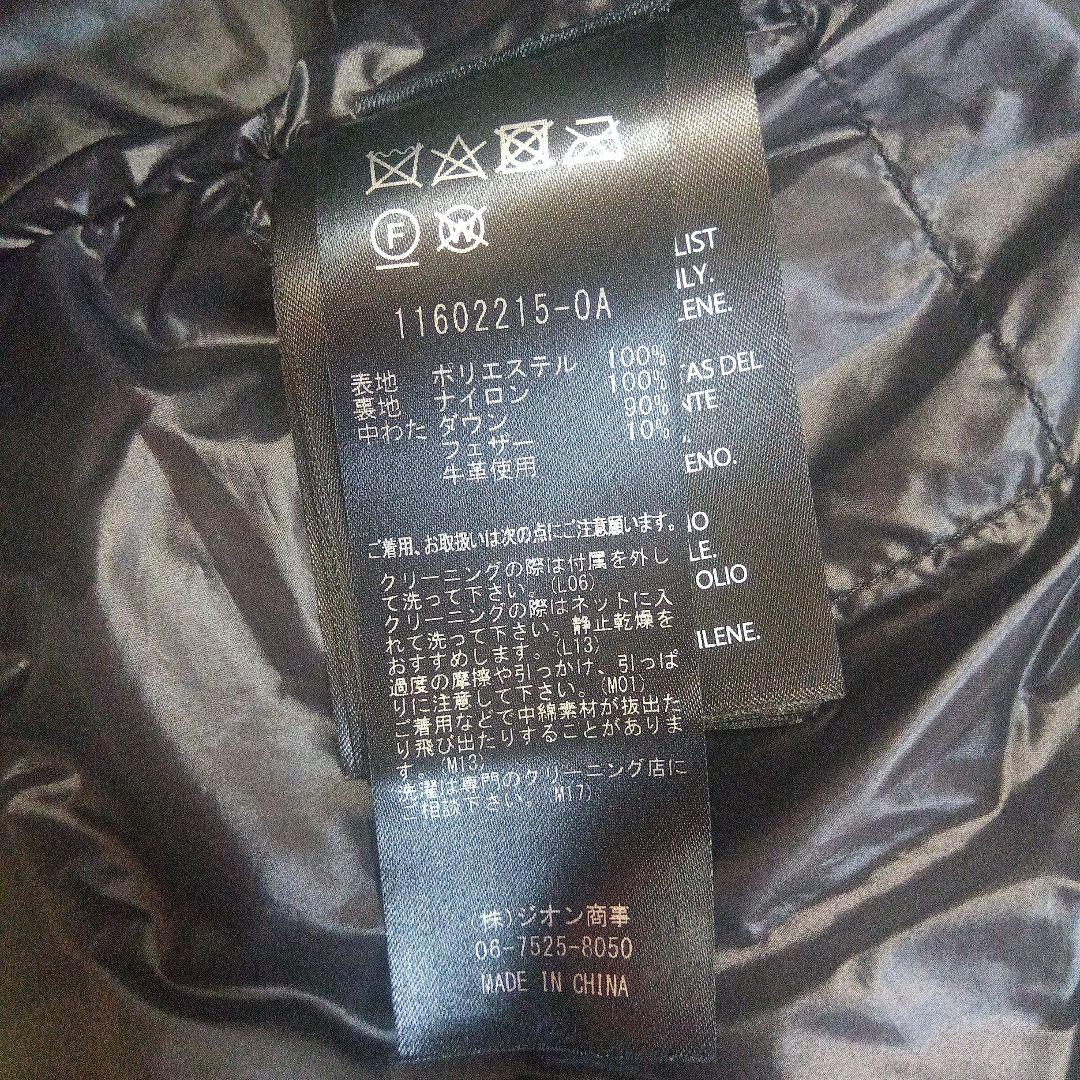 F W
11602215-0A
表地 ポリエステル 100%
裏地 ナイロン 100%
中わた ダウン 90%
フェザー 10%
牛革使用
ご着用、お取扱いは次の点にご注意願います。
クリーニングの際は付属を外し
て洗って下さい。(L06)
クリーニングの際はネットに入
れて洗って下さい。静止乾燥を
おすすめします。(L13)
過度の摩擦や引っかけ、引っぱ
りに注意して下さい。(M01)
ご着用などで中綿素材が抜出た
り飛び出たりすることがありま
す。(M13)
洗濯は専門のクリーニング店に
ご相談下さい。(M17)
(株)ジオン商事
06-7525-8050
MADE IN CHINA
LIST
ILY.
LENE.
TAS DEL
NTE
ENO.
IO
LE.
OLIO
ILENE.